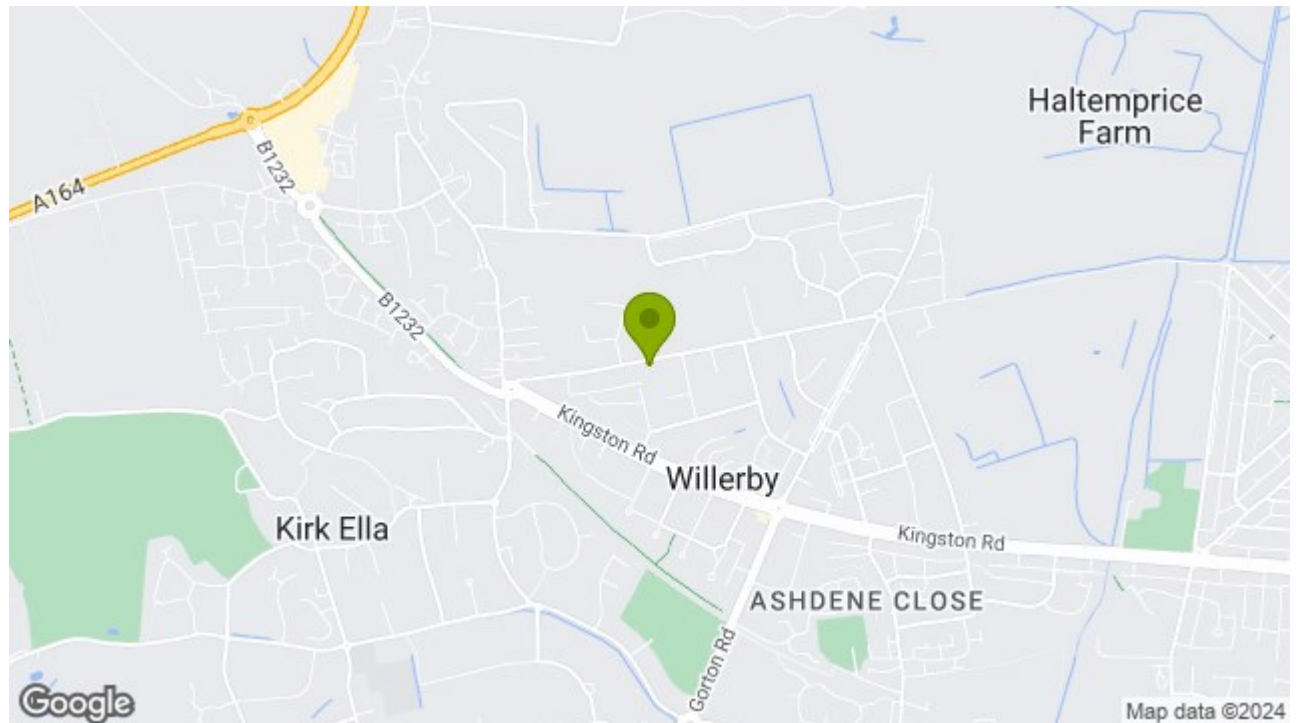 Haltemprice
Farm
B1232
A164
B1232
Kingston Rd
Willerby
Kirk Ella
Kingston Rd
ASHDENE CLOSE
Gorton Rd
Google
Map data ©2024